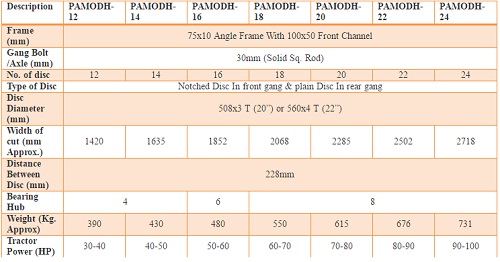 Description PAMODH-12 PAMODH-14 PAMODH-16 PAMODH-18 PAMODH-20 PAMODH-22 PAMODH-24
Frame (mm) 75x10 Angle Frame With 100x50 Front Channel
Gang Bolt /Axle (mm) 30mm (Solid Sq. Rod)
No. of disc 12 14 16 18 20 22 24
Type of Disc Notched Disc In front gang & plain Disc In rear gang
Disc Diameter (mm) 508x3 T (20”) or 560x4 T (22”)
Width of cut (mm Approx.) 1420 1635 1852 2068 2285 2502 2718
Distance Between Disc (mm) 228mm
Bearing Hub 4 6 8
Weight (Kg. Approx) 390 430 480 550 615 676 731
Tractor Power (HP) 30-40 40-50 50-60 60-70 70-80 80-90 90-100